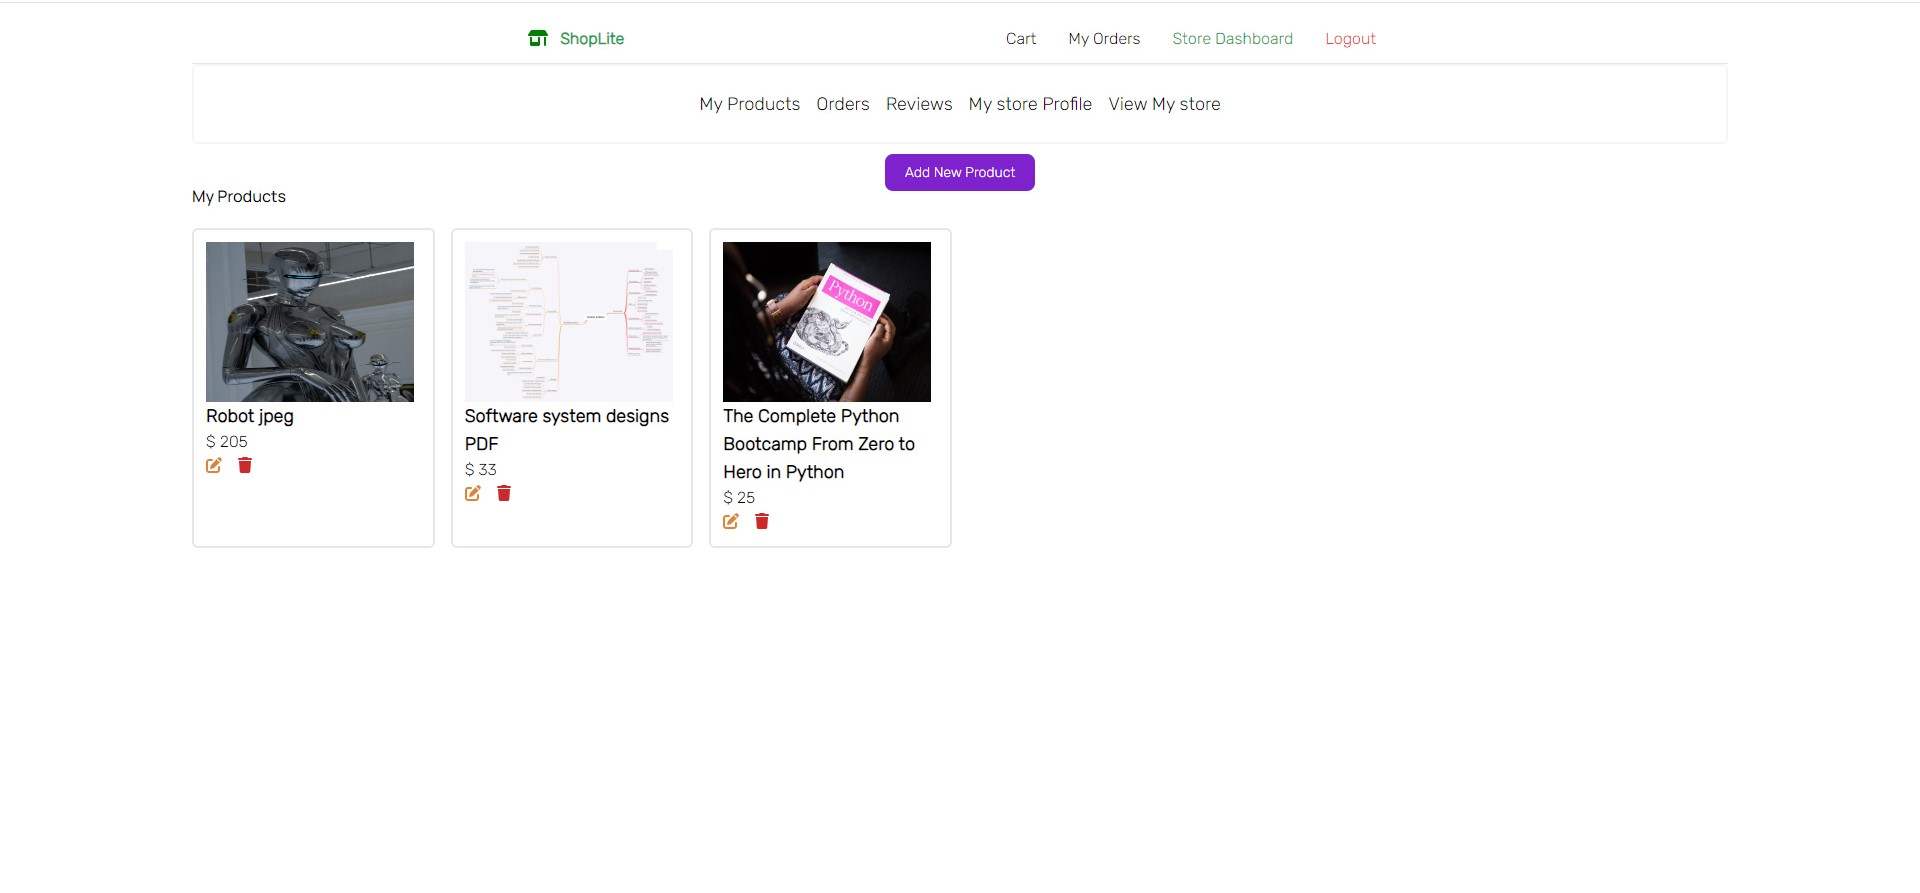 ShopLite
Cart
My Orders
Store Dashboard
Logout
My Products
Orders
Reviews
My store Profile
View My store
Add New Product
My Products
Python
Robot jpeg
$ 205
Software system designs
PDF
$ 33
The Complete Python
Bootcamp From Zero to
Hero in Python
$ 25